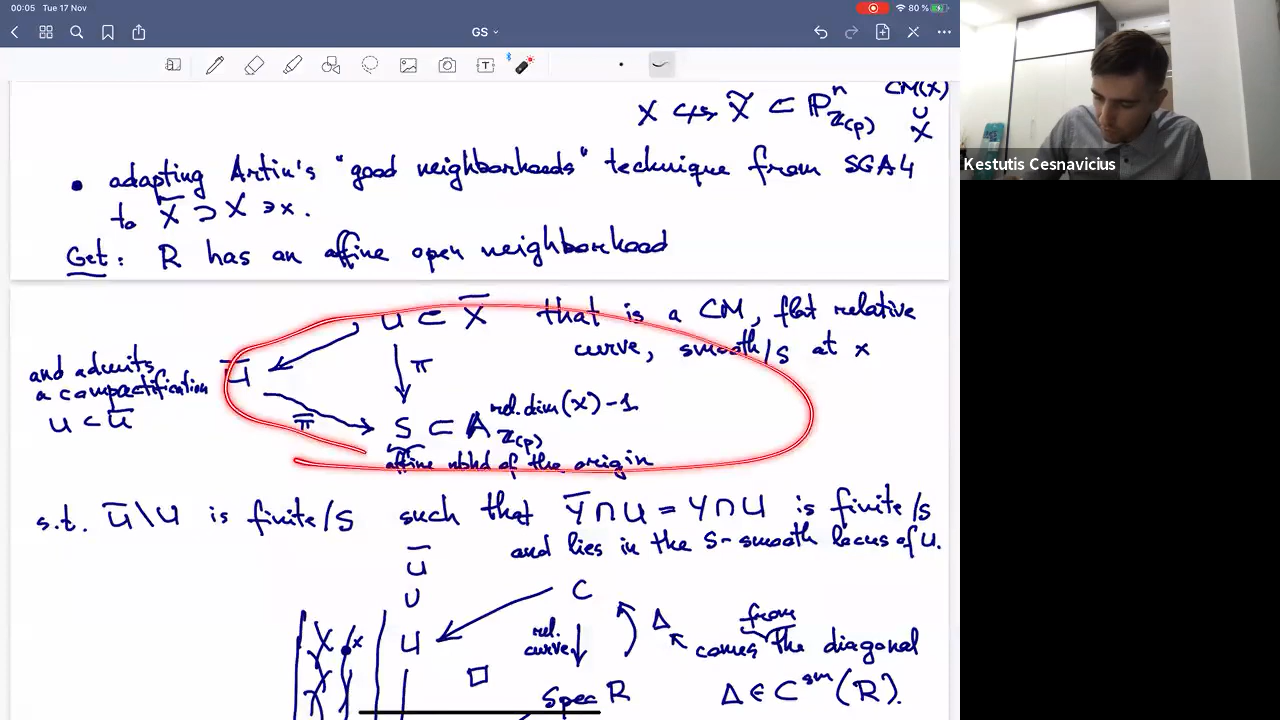 00:05 Tue 17 Nov
80 %
GS
X ↪ X̃ ⊂ ℙⁿ_ℤ(p)
CM(X)
∪
X
• adapting Artin's "good neighborhoods" technique from SGA4
to X̄ ⊃ X ∋ x.
Get: R has an affine open neighborhood
U ⊂ X̄ that is a CM, flat relative
curve, smooth/S at x
and admits
a compactification
U ⊂ Ū
Ū
π
π̄
S ⊂ 𝔸^{rel.dim(X)-1}_ℤ(p)
affine nbhd of the origin
s.t. Ū\U is finite/S such that Ȳ∩U = Y∩U is finite/S
and lies in the S-smooth locus of U.
Ū
∪
U
x
C
rel.
curve
□
Spec R
Δ
from
comes the diagonal
Δ ∈ C^{sm}(R).
Kestutis Cesnavicius